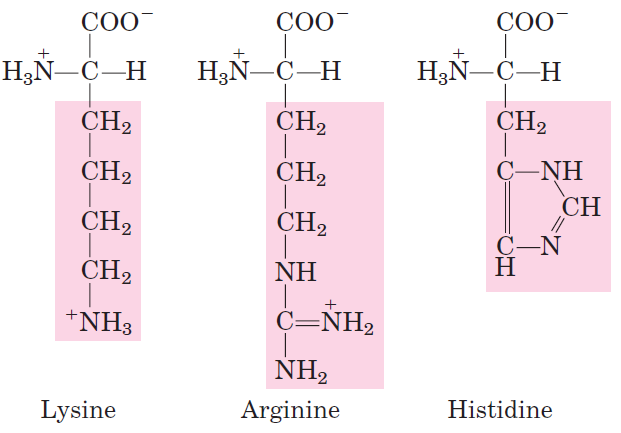 COO⁻ COO⁻ COO⁻
H₃N⁺—C—H H₃N⁺—C—H H₃N⁺—C—H
CH₂ CH₂ CH₂
CH₂ CH₂ C—NH
CH
CH₂ CH₂ C—N
CH₂ NH H
⁺NH₃ C=N⁺H₂
NH₂
Lysine Arginine Histidine